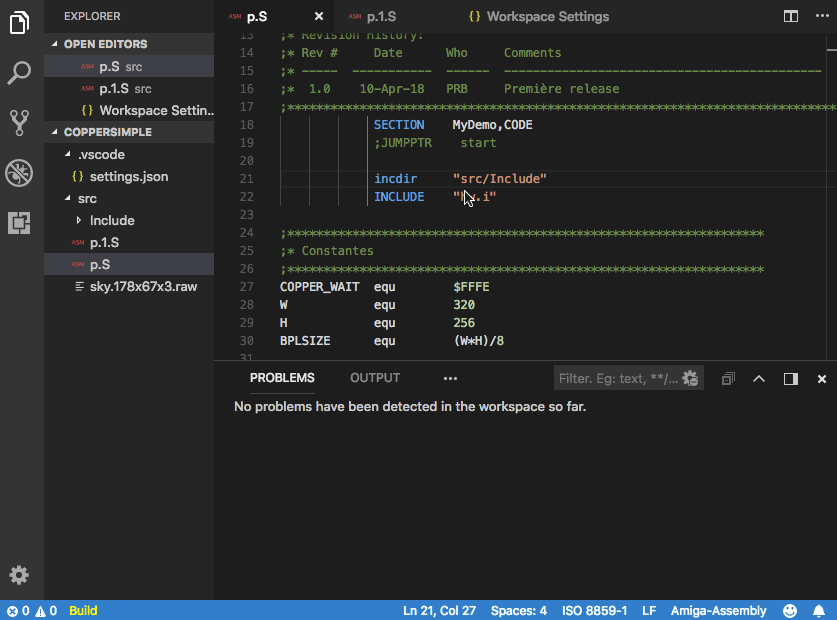 EXPLORER
OPEN EDITORS
ASM p.S src
ASM p.1.S src
{} Workspace Settin...
COPPERSIMPLE
.vscode
{} settings.json
src
Include
ASM p.1.S
ASM p.S
sky.178x67x3.raw
ASM p.S × ASM p.1.S {} Workspace Settings
13 ;* Revision History:
14 ;* Rev # Date Who Comments
15 ;* ----- ----------- ------ ----------------------------------------
16 ;* 1.0 10-Apr-18 PRB Première release
17 ;****************************************************************************
18 SECTION MyDemo,CODE
19 ;JUMPPTR start
20
21 incdir "src/Include"
22 INCLUDE
23
24 ;******************************************************************
25 ;* Constantes
26 ;******************************************************************
27 COPPER_WAIT equ $FFFE
28 W equ 320
29 H equ 256
30 BPLSIZE equ (W*H)/8
31
PROBLEMS OUTPUT ••• Filter. Eg: text, **/...
No problems have been detected in the workspace so far.
0 0 Build Ln 21, Col 27 Spaces: 4 ISO 8859-1 LF Amiga-Assembly